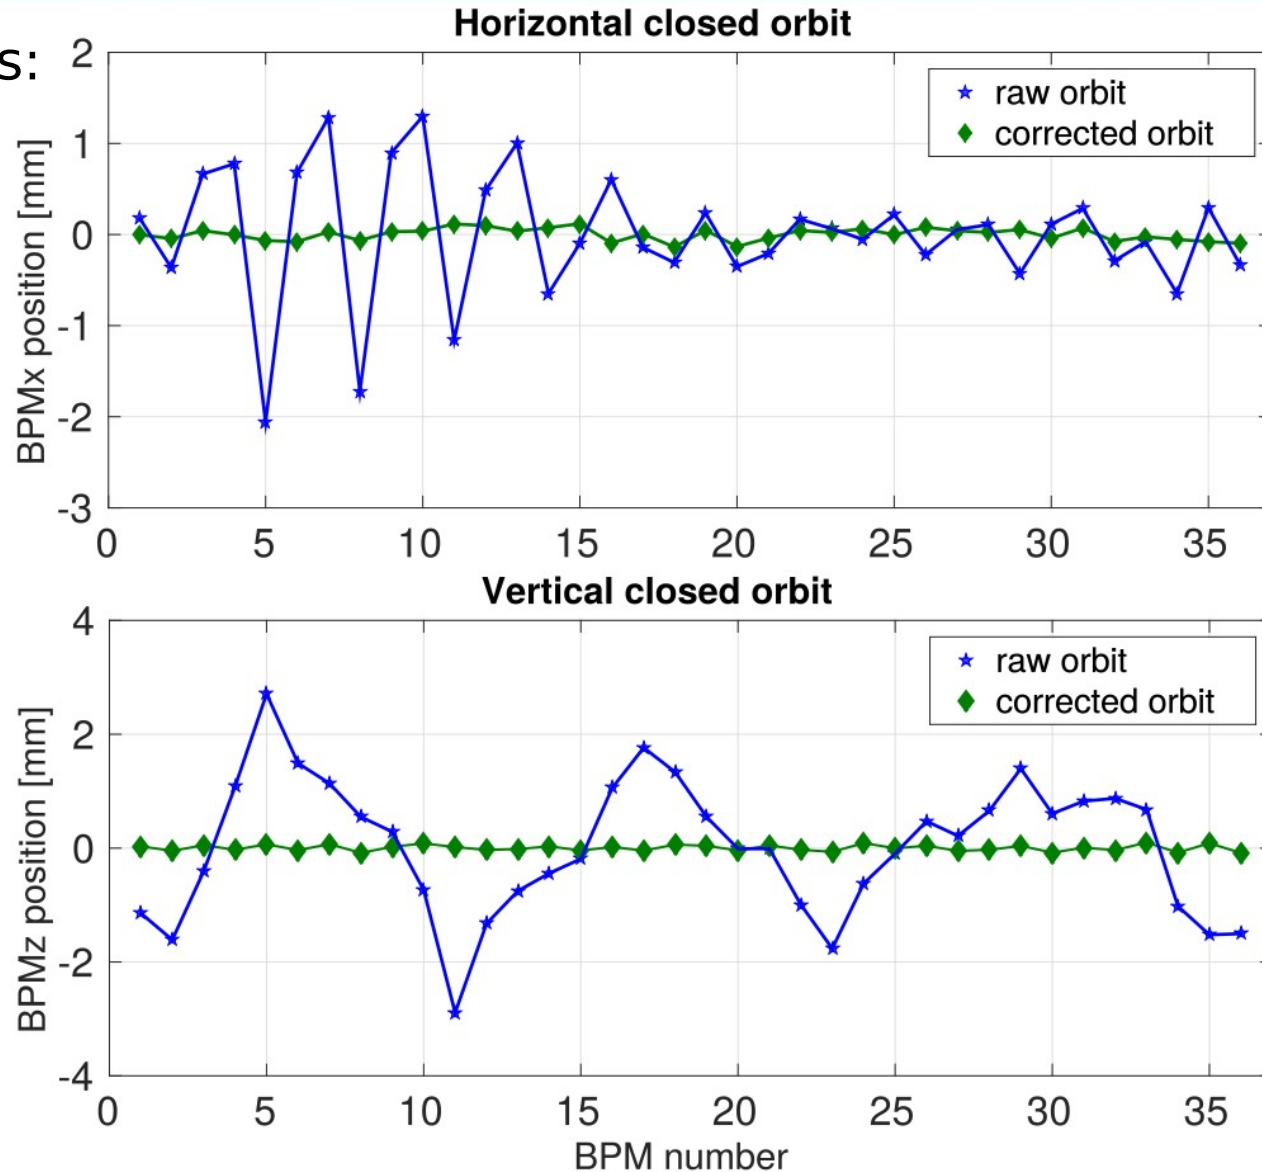 s:
Horizontal closed orbit
BPMx position [mm]
2
1
0
-1
-2
-3
raw orbit
corrected orbit
0 5 10 15 20 25 30 35
Vertical closed orbit
BPMz position [mm]
4
2
0
-2
-4
raw orbit
corrected orbit
0 5 10 15 20 25 30 35
BPM number